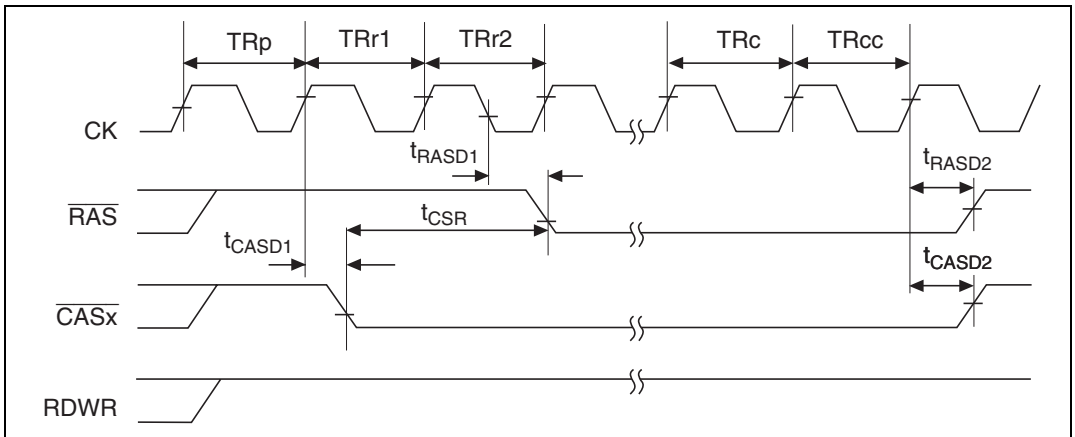 TRp TRr1 TRr2 TRc TRcc
CK
tRASD1 tRASD2
RAS
tCSR
tCASD1 tCASD2
CASx
RDWR